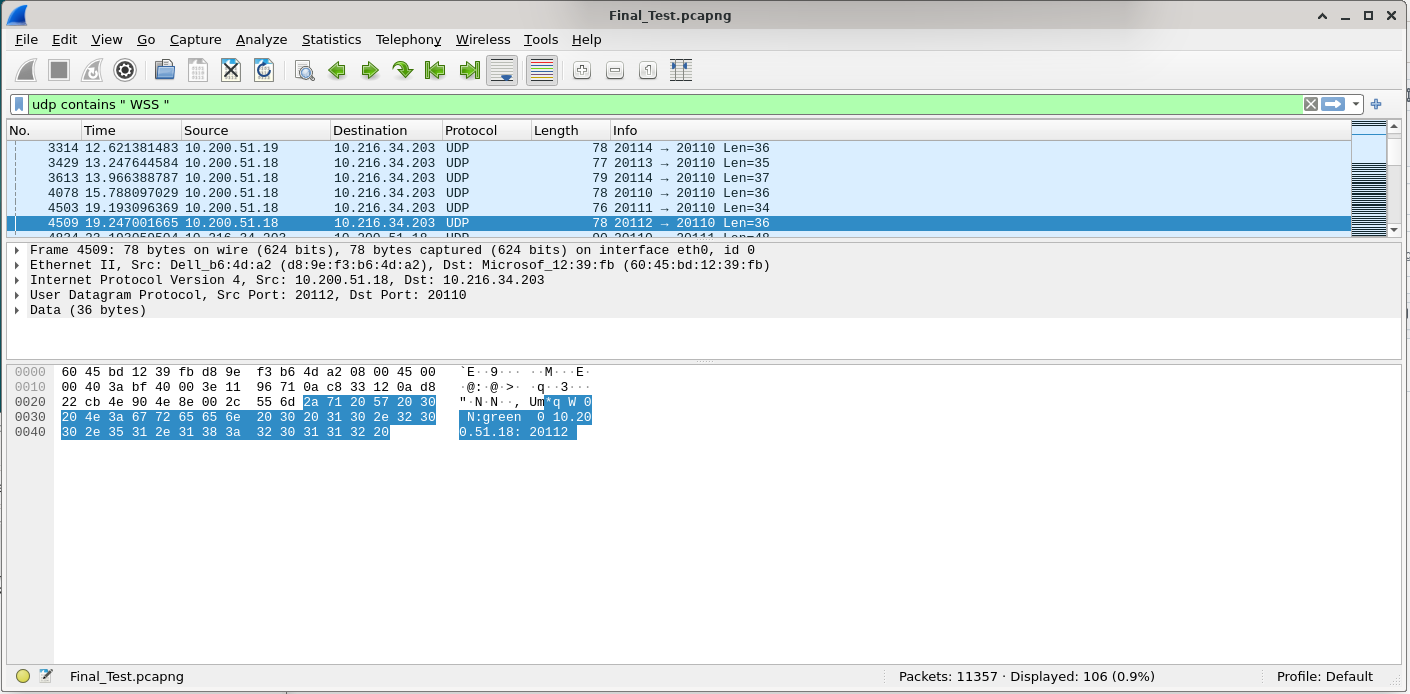 Final_Test.pcapng
File Edit View Go Capture Analyze Statistics Telephony Wireless Tools Help
udp contains " WSS "
No. Time Source Destination Protocol Length Info
3314 12.621381483 10.200.51.19 10.216.34.203 UDP 78 20114 → 20110 Len=36
3429 13.247644584 10.200.51.18 10.216.34.203 UDP 77 20113 → 20110 Len=35
3613 13.966388787 10.200.51.18 10.216.34.203 UDP 79 20114 → 20110 Len=37
4078 15.788097029 10.200.51.18 10.216.34.203 UDP 78 20110 → 20110 Len=36
4503 19.193096369 10.200.51.18 10.216.34.203 UDP 76 20111 → 20110 Len=34
4509 19.247001665 10.200.51.18 10.216.34.203 UDP 78 20112 → 20110 Len=36
Frame 4509: 78 bytes on wire (624 bits), 78 bytes captured (624 bits) on interface eth0, id 0
Ethernet II, Src: Dell_b6:4d:a2 (d8:9e:f3:b6:4d:a2), Dst: Microsof_12:39:fb (60:45:bd:12:39:fb)
Internet Protocol Version 4, Src: 10.200.51.18, Dst: 10.216.34.203
User Datagram Protocol, Src Port: 20112, Dst Port: 20110
Data (36 bytes)
0000 60 45 bd 12 39 fb d8 9e f3 b6 4d a2 08 00 45 00 `E··9··· ··M···E·
0010 00 40 3a bf 40 00 3e 11 96 71 0a c8 33 12 0a d8 ·@:·@·>· ·q··3···
0020 22 cb 4e 90 4e 8e 00 2c 55 6d 2a 71 20 57 20 30 "·N·N··, Um*q W 0
0030 20 4e 3a 67 72 65 65 6e 20 30 20 31 30 2e 32 30 N:green 0 10.20
0040 30 2e 35 31 2e 31 38 3a 32 30 31 31 32 20 0.51.18: 20112
Final_Test.pcapng Packets: 11357 · Displayed: 106 (0.9%) Profile: Default